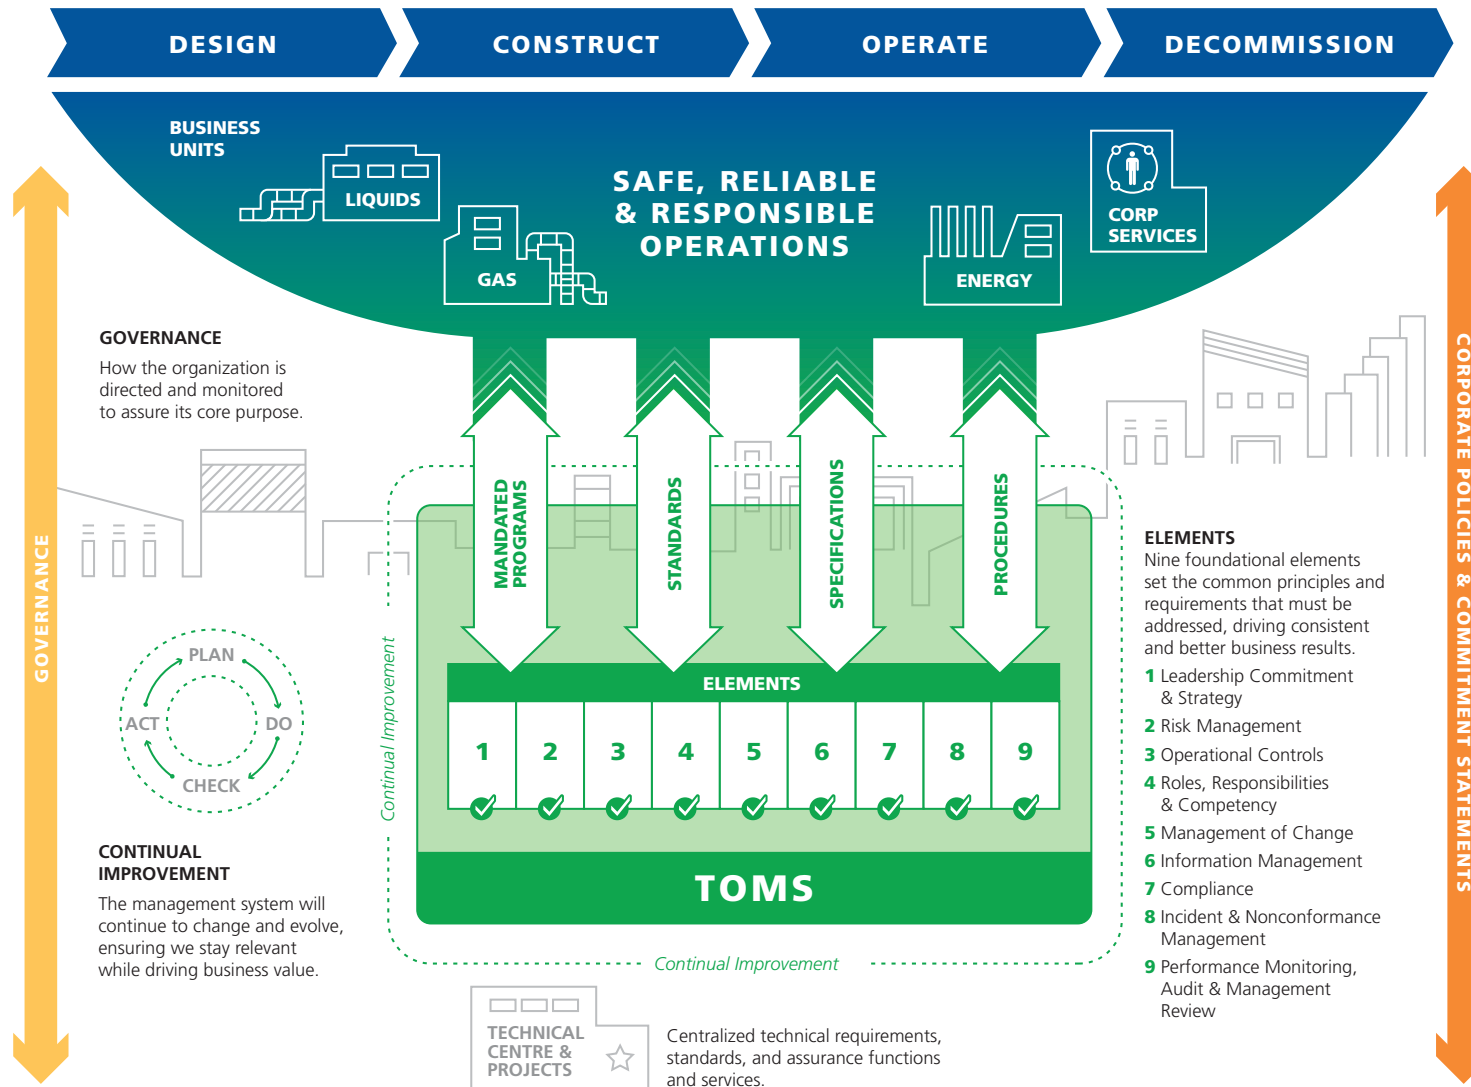 DESIGN
CONSTRUCT
OPERATE
DECOMMISSION
BUSINESS
UNITS
LIQUIDS
GAS
SAFE, RELIABLE
& RESPONSIBLE
OPERATIONS
ENERGY
CORP
SERVICES
GOVERNANCE
GOVERNANCE
How the organization is
directed and monitored
to assure its core purpose.
PLAN
DO
CHECK
ACT
CONTINUAL
IMPROVEMENT
The management system will
continue to change and evolve,
ensuring we stay relevant
while driving business value.
MANDATED
PROGRAMS
STANDARDS
SPECIFICATIONS
PROCEDURES
Continual Improvement
ELEMENTS
1
2
3
4
5
6
7
8
9
TOMS
Continual Improvement
TECHNICAL
CENTRE &
PROJECTS
Centralized technical requirements,
standards, and assurance functions
and services.
ELEMENTS
Nine foundational elements
set the common principles and
requirements that must be
addressed, driving consistent
and better business results.
1 Leadership Commitment
& Strategy
2 Risk Management
3 Operational Controls
4 Roles, Responsibilities
& Competency
5 Management of Change
6 Information Management
7 Compliance
8 Incident & Nonconformance
Management
9 Performance Monitoring,
Audit & Management
Review
CORPORATE POLICIES & COMMITMENT STATEMENTS